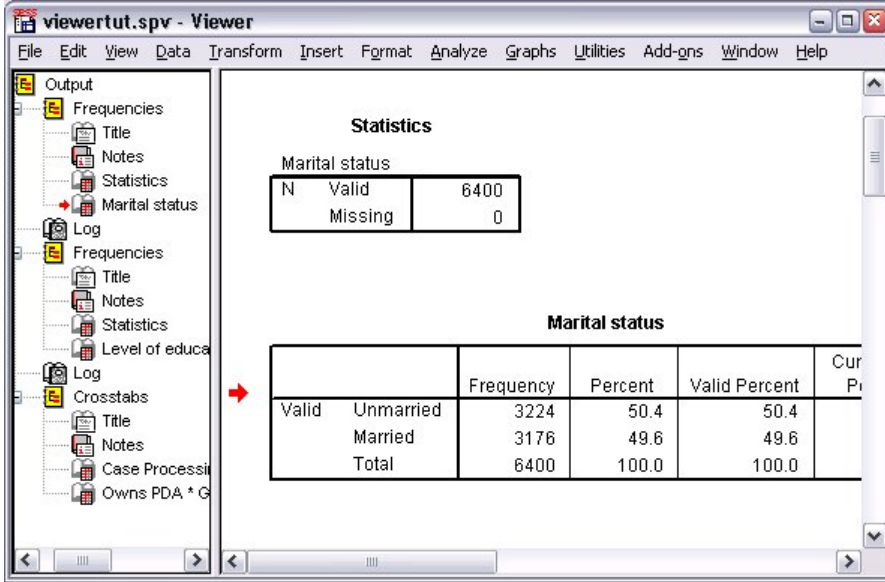 viewertut.spv - Viewer
File Edit View Data Transform Insert Format Analyze Graphs Utilities Add-ons Window Help
Output
Frequencies
Title
Notes
Statistics
Marital status
Log
Frequencies
Title
Notes
Statistics
Level of educa
Log
Crosstabs
Title
Notes
Case Processi
Owns PDA * G
Statistics
Marital status
N Valid 6400
Missing 0
Marital status
Frequency Percent Valid Percent Cur
Valid Unmarried 3224 50.4 50.4
Married 3176 49.6 49.6
Total 6400 100.0 100.0